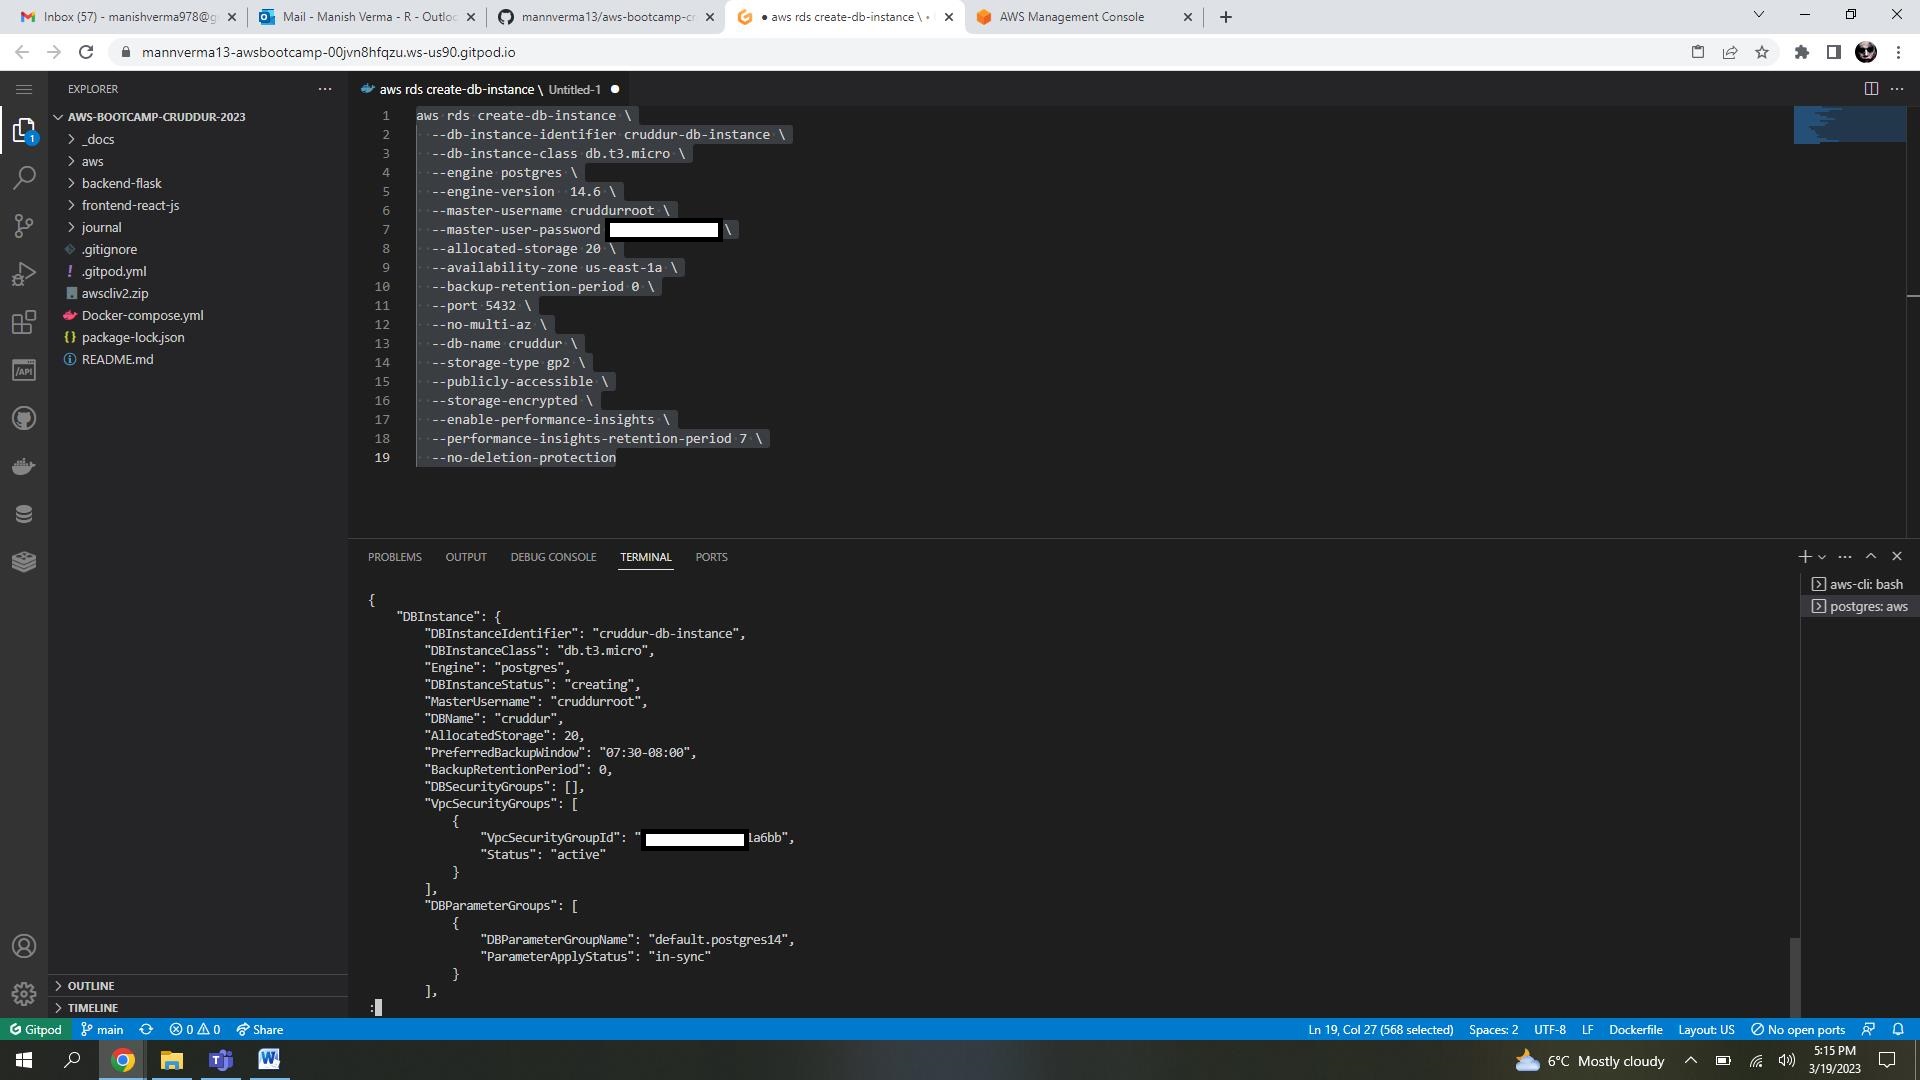 Inbox (57) - manishverma978@g
Mail - Manish Verma - R - Outloo
mannverma13/aws-bootcamp-cr
● aws rds create-db-instance \ •
AWS Management Console
mannverma13-awsbootcamp-00jvn8hfqzu.ws-us90.gitpod.io
EXPLORER
AWS-BOOTCAMP-CRUDDUR-2023
_docs
aws
backend-flask
frontend-react-js
journal
.gitignore
! .gitpod.yml
awscliv2.zip
Docker-compose.yml
{} package-lock.json
README.md
OUTLINE
TIMELINE
1
/API
aws rds create-db-instance \ Untitled-1 ●
1 aws rds create-db-instance \
2 --db-instance-identifier cruddur-db-instance \
3 --db-instance-class db.t3.micro \
4 --engine postgres \
5 --engine-version  14.6 \
6 --master-username cruddurroot \
7 --master-user-password \
8 --allocated-storage 20 \
9 --availability-zone us-east-1a \
10 --backup-retention-period 0 \
11 --port 5432 \
12 --no-multi-az \
13 --db-name cruddur \
14 --storage-type gp2 \
15 --publicly-accessible \
16 --storage-encrypted \
17 --enable-performance-insights \
18 --performance-insights-retention-period 7 \
19 --no-deletion-protection
PROBLEMS OUTPUT DEBUG CONSOLE TERMINAL PORTS
aws-cli: bash
postgres: aws
{
"DBInstance": {
"DBInstanceIdentifier": "cruddur-db-instance",
"DBInstanceClass": "db.t3.micro",
"Engine": "postgres",
"DBInstanceStatus": "creating",
"MasterUsername": "cruddurroot",
"DBName": "cruddur",
"AllocatedStorage": 20,
"PreferredBackupWindow": "07:30-08:00",
"BackupRetentionPeriod": 0,
"DBSecurityGroups": [],
"VpcSecurityGroups": [
{
"VpcSecurityGroupId": " 1a6bb",
"Status": "active"
}
],
"DBParameterGroups": [
{
"DBParameterGroupName": "default.postgres14",
"ParameterApplyStatus": "in-sync"
}
],
:
Gitpod main 0 0 Share
Ln 19, Col 27 (568 selected) Spaces: 2 UTF-8 LF Dockerfile Layout: US No open ports
6°C Mostly cloudy
5:15 PM
3/19/2023